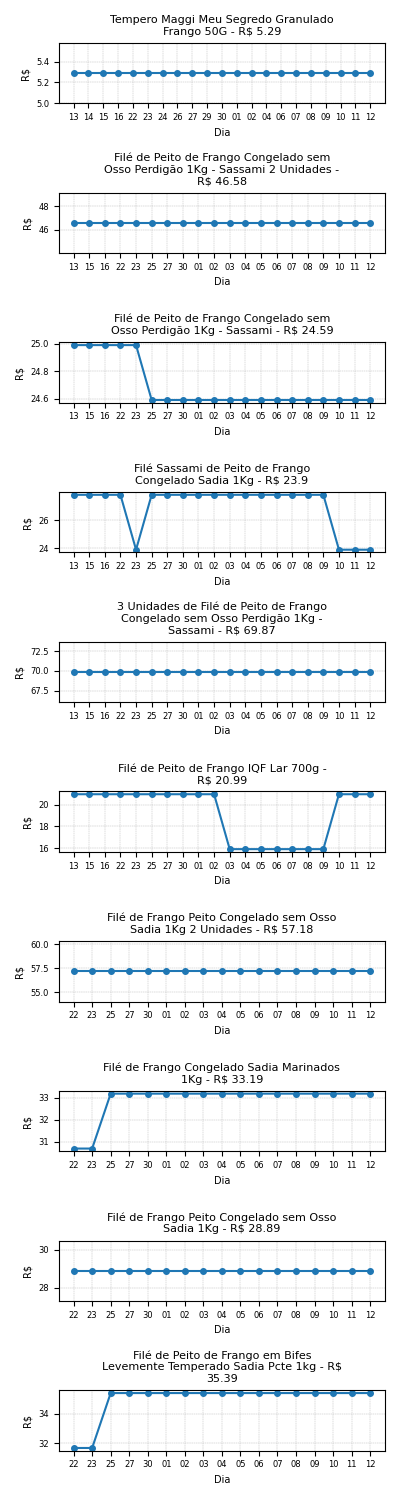 Tempero Maggi Meu Segredo Granulado
Frango 50G - R$ 5.29
5.4
5.2
5.0
R$
13 14 15 16 22 23 24 26 27 29 30 01 02 04 05 06 07 08 10 12
Dia
Filé de Peito de Frango Congelado sem
Osso Perdigão 1Kg - Sassami 2 Unidades -
R$ 46.58
48
46
R$
13 15 16 22 23 25 27 30 01 02 03 04 05 06 07 08 09 10 11 12
Dia
Filé de Peito de Frango Congelado sem
Osso Perdigão 1Kg - Sassami - R$ 24.59
25.0
24.8
24.6
R$
13 15 16 22 23 25 27 30 01 02 03 04 05 06 07 08 09 10 11 12
Dia
Filé Sassami de Peito de Frango
Congelado Sadia 1Kg - R$ 23.9
26
24
R$
13 15 16 22 23 25 27 30 01 02 03 04 05 06 07 08 09 10 11 12
Dia
3 Unidades de Filé de Peito de Frango
Congelado sem Osso Perdigão 1Kg -
Sassami - R$ 69.87
72.5
70.0
67.5
R$
13 15 16 22 23 25 27 30 01 02 03 04 05 06 07 08 09 10 11 12
Dia
Filé de Peito de Frango IQF Lar 700g -
R$ 20.99
20
18
16
R$
13 15 16 22 23 25 27 30 01 02 03 04 05 06 07 08 09 10 11 12
Dia
Filé de Frango Peito Congelado sem Osso
Sadia 1Kg 2 Unidades - R$ 57.18
60.0
57.5
55.0
R$
22 23 25 27 30 01 02 03 04 05 06 07 08 09 10 11 12
Dia
Filé de Frango Congelado Sadia Marinados
1Kg - R$ 33.19
33
32
31
R$
22 23 25 27 30 01 02 03 04 05 06 07 08 09 10 11 12
Dia
Filé de Frango Peito Congelado sem Osso
Sadia 1Kg - R$ 28.89
30
28
R$
22 23 25 27 30 01 02 03 04 05 06 07 08 09 10 11 12
Dia
Filé de Peito de Frango em Bifes
Levemente Temperado Sadia Pcte 1kg - R$
35.39
34
32
R$
22 23 25 27 30 01 02 03 04 05 06 07 08 09 10 11 12
Dia